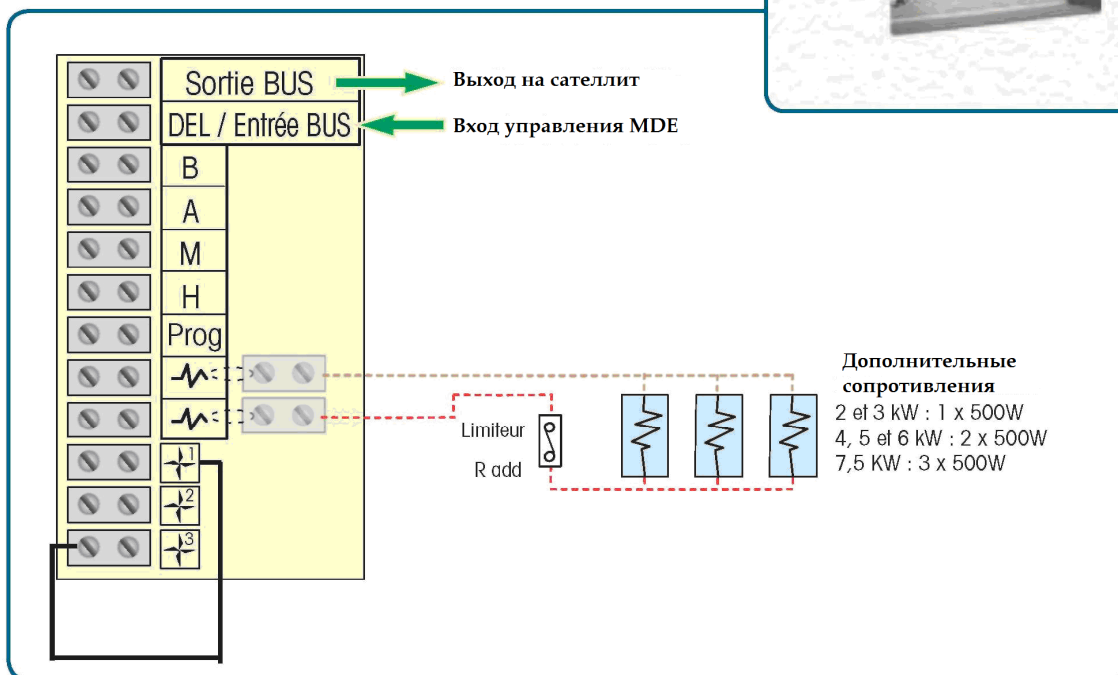 Sortie BUS
Выход на сателлит
DEL / Entrée BUS
Вход управления MDE
B
A
M
H
Prog
Дополнительные
сопротивления
2 et 3 kW : 1 x 500W
4, 5 et 6 kW : 2 x 500W
7,5 KW : 3 x 500W
Limiteur
R add
1
2
3